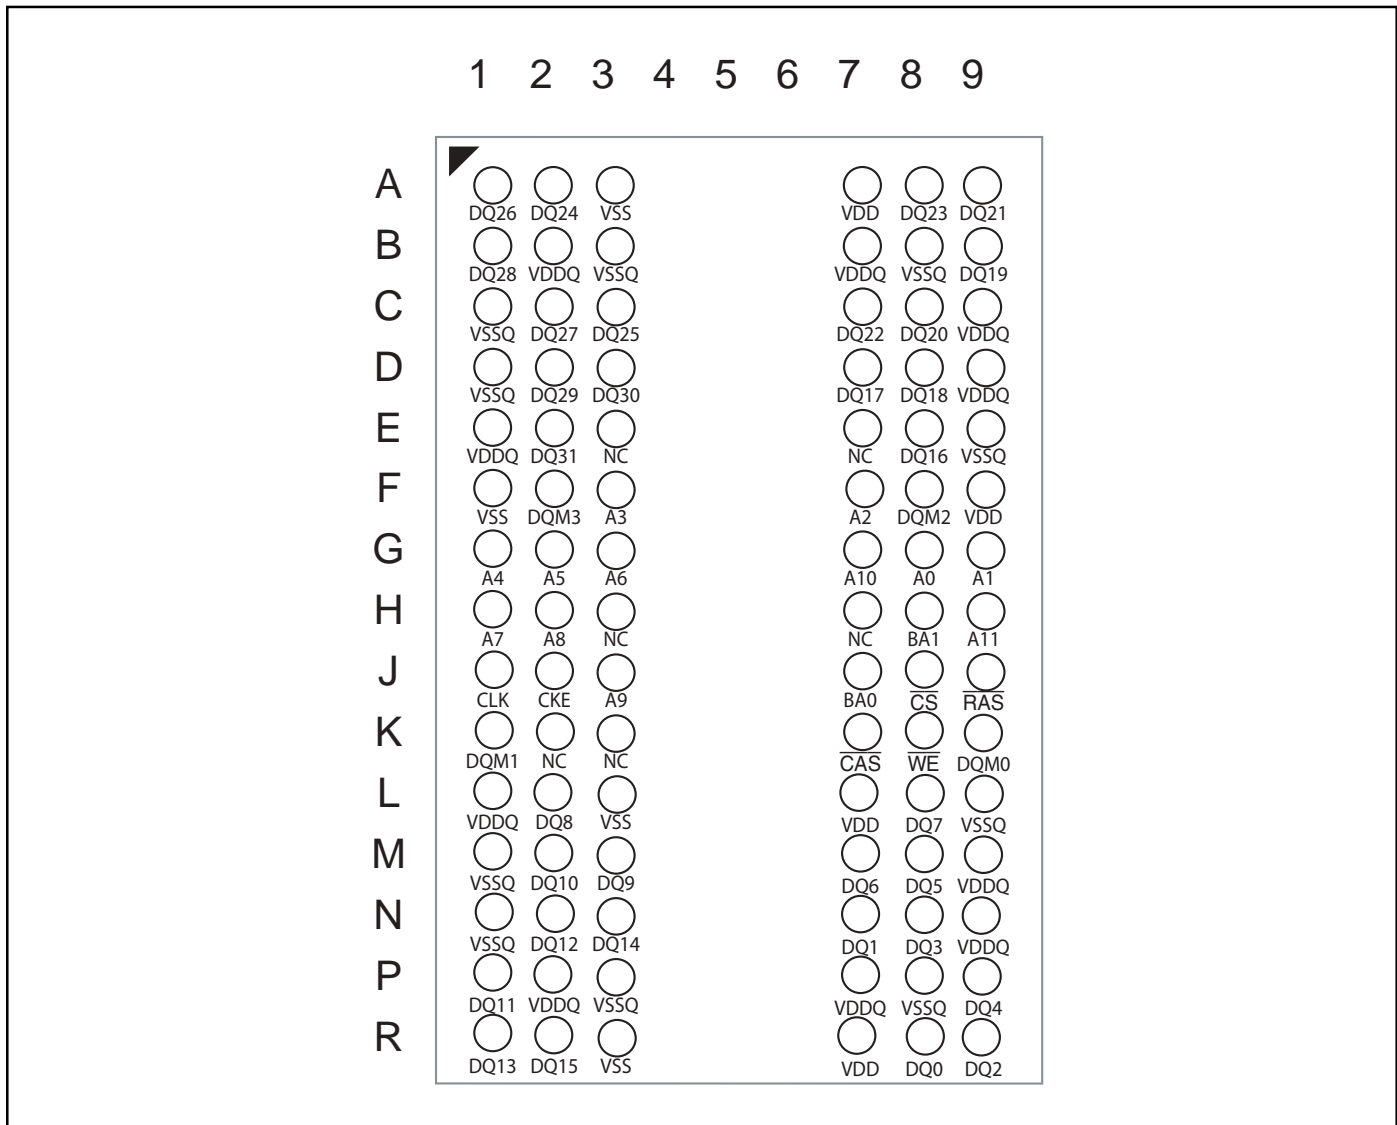 1 2 3 4 5 6 7 8 9
A
DQ26 DQ24 VSS VDD DQ23 DQ21
B
DQ28 VDDQ VSSQ VDDQ VSSQ DQ19
C
VSSQ DQ27 DQ25 DQ22 DQ20 VDDQ
D
VSSQ DQ29 DQ30 DQ17 DQ18 VDDQ
E
VDDQ DQ31 NC NC DQ16 VSSQ
F
VSS DQM3 A3 A2 DQM2 VDD
G
A4 A5 A6 A10 A0 A1
H
A7 A8 NC NC BA1 A11
J
CLK CKE A9 BA0 C̅S̅ R̅A̅S̅
K
DQM1 NC NC C̅A̅S̅ W̅E̅ DQM0
L
VDDQ DQ8 VSS VDD DQ7 VSSQ
M
VSSQ DQ10 DQ9 DQ6 DQ5 VDDQ
N
VSSQ DQ12 DQ14 DQ1 DQ3 VDDQ
P
DQ11 VDDQ VSSQ VDDQ VSSQ DQ4
R
DQ13 DQ15 VSS VDD DQ0 DQ2